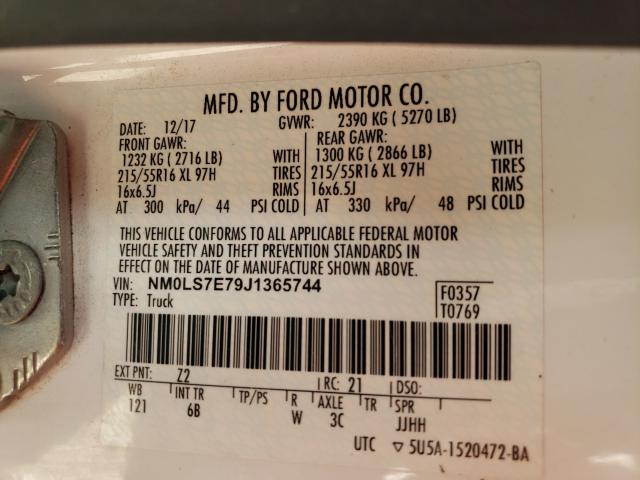 MFD. BY FORD MOTOR CO.
DATE: 12/17 GVWR: 2390 KG ( 5270 LB)
FRONT GAWR: REAR GAWR:
1232 KG ( 2716 LB) WITH 1300 KG ( 2866 LB) WITH
215/55R16 XL 97H TIRES 215/55R16 XL 97H TIRES
16x6.5J RIMS 16x6.5J RIMS
AT 300 kPa/ 44 PSI COLD AT 330 kPa/ 48 PSI COLD
THIS VEHICLE CONFORMS TO ALL APPLICABLE FEDERAL MOTOR
VEHICLE SAFETY AND THEFT PREVENTION STANDARDS IN
EFFECT ON THE DATE OF MANUFACTURE SHOWN ABOVE.
VIN: NM0LS7E79J1365744
TYPE: Truck
F0357
T0769
EXT PNT: Z2 RC: 21 DSO:
WB INT TR TP/PS R AXLE TR SPR
121 6B W 3C JJHH
UTC ▽ 5U5A-1520472-BA